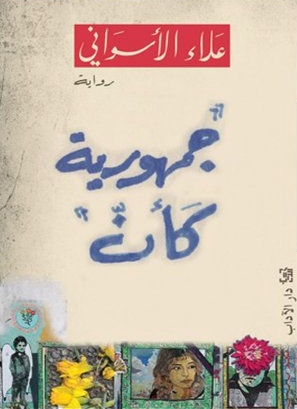 علاء الأسواني
رواية
"جمهورية
كأنّ"
دار الآداب